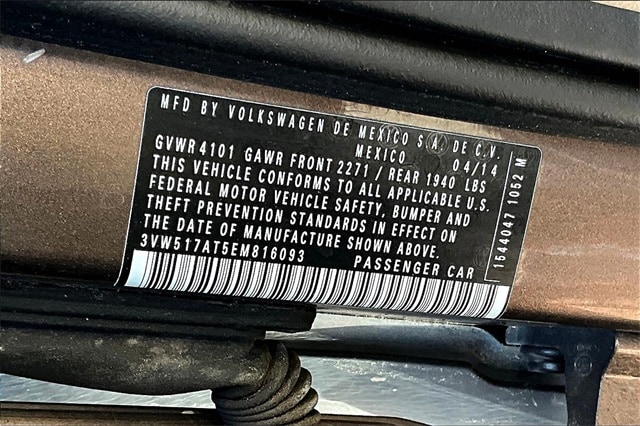 MFD BY VOLKSWAGEN DE MEXICO S.A. DE C.V.
MEXICO 04/14
GVWR 4101 GAWR FRONT 2271 / REAR 1940 LBS
THIS VEHICLE CONFORMS TO ALL APPLICABLE U.S.
FEDERAL MOTOR VEHICLE SAFETY, BUMPER AND
THEFT PREVENTION STANDARDS IN EFFECT ON
THE DATE OF MANUFACTURE SHOWN ABOVE.
3VW517AT5EM816093 PASSENGER CAR
1544047 1052 M